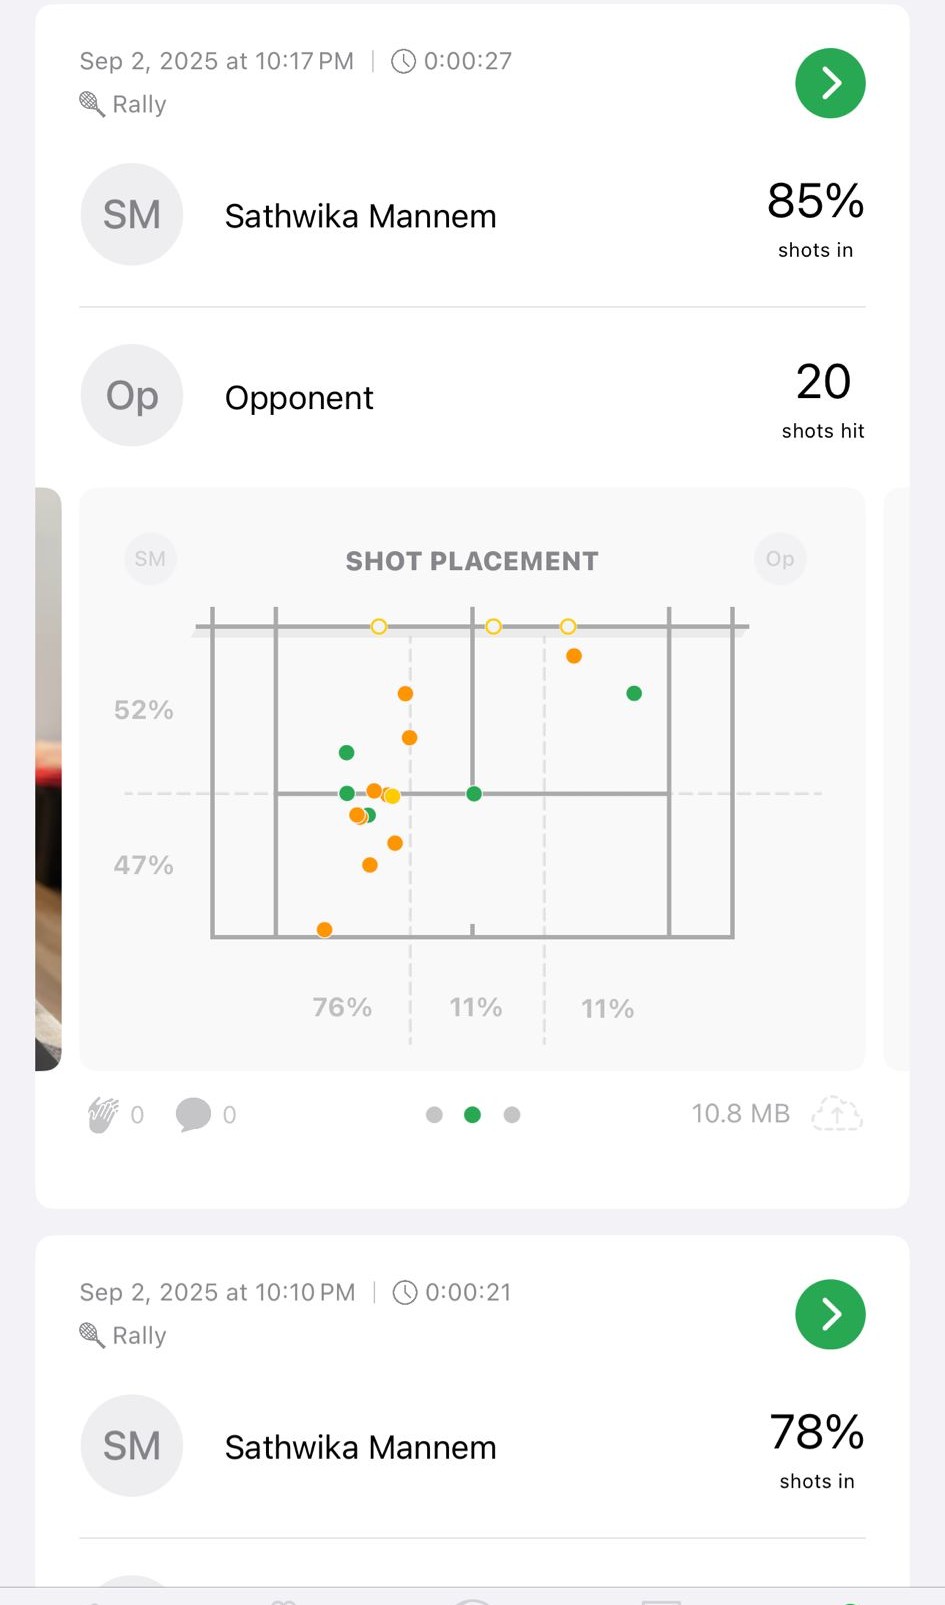 Sep 2, 2025 at 10:17 PM | 0:00:27
Rally
SM Sathwika Mannem 85%
shots in
Op Opponent 20
shots hit
SM SHOT PLACEMENT Op
52%
47%
76% 11% 11%
0 0 10.8 MB
Sep 2, 2025 at 10:10 PM | 0:00:21
Rally
SM Sathwika Mannem 78%
shots in